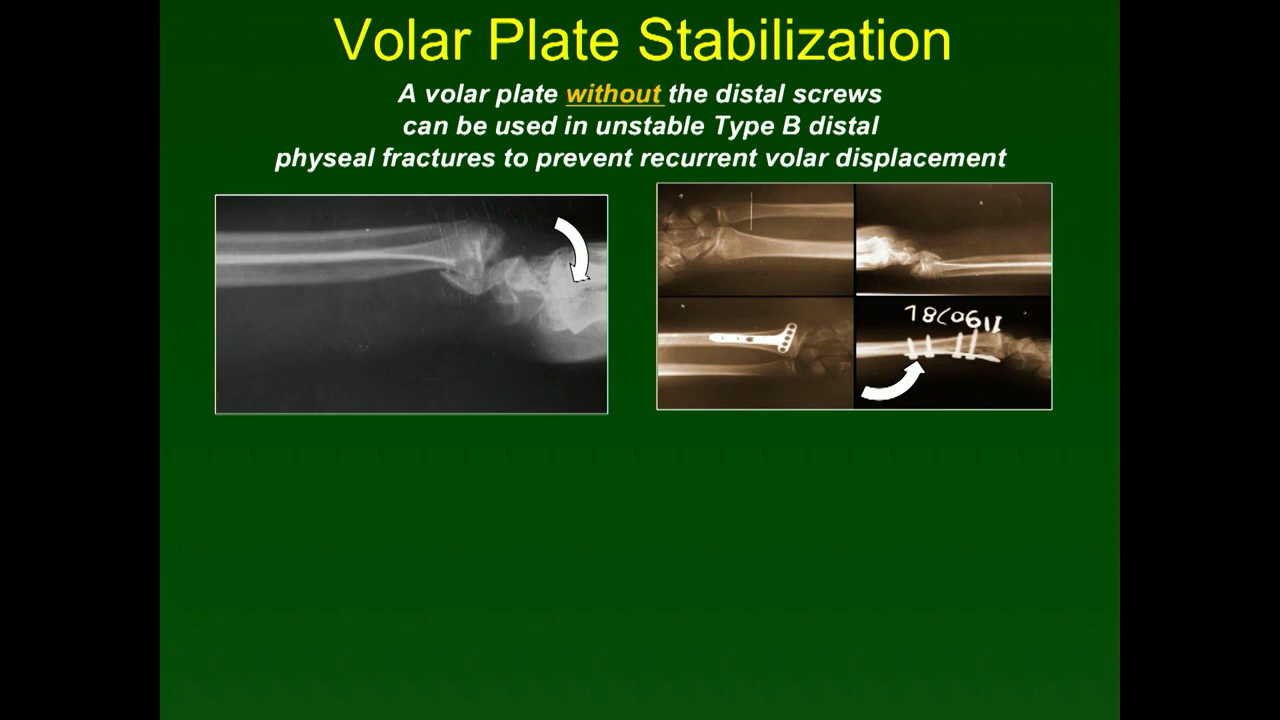 Volar Plate Stabilization
A volar plate without the distal screws
can be used in unstable Type B distal
physeal fractures to prevent recurrent volar displacement